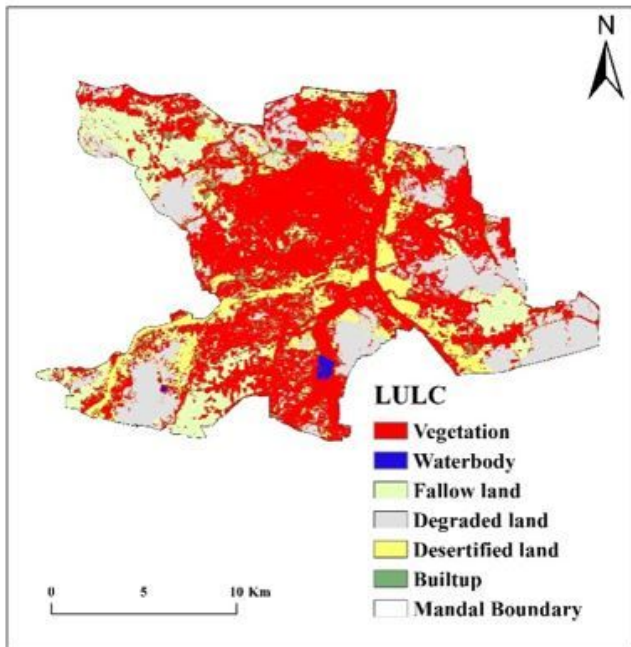 N
LULC
Vegetation
Waterbody
Fallow land
Degraded land
Desertified land
Builtup
Mandal Boundary
0 5 10 Km